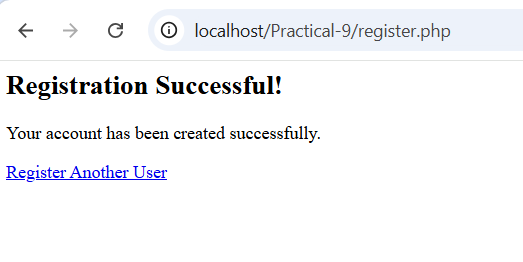 localhost/Practical-9/register.php
Registration Successful!
Your account has been created successfully.
Register Another User